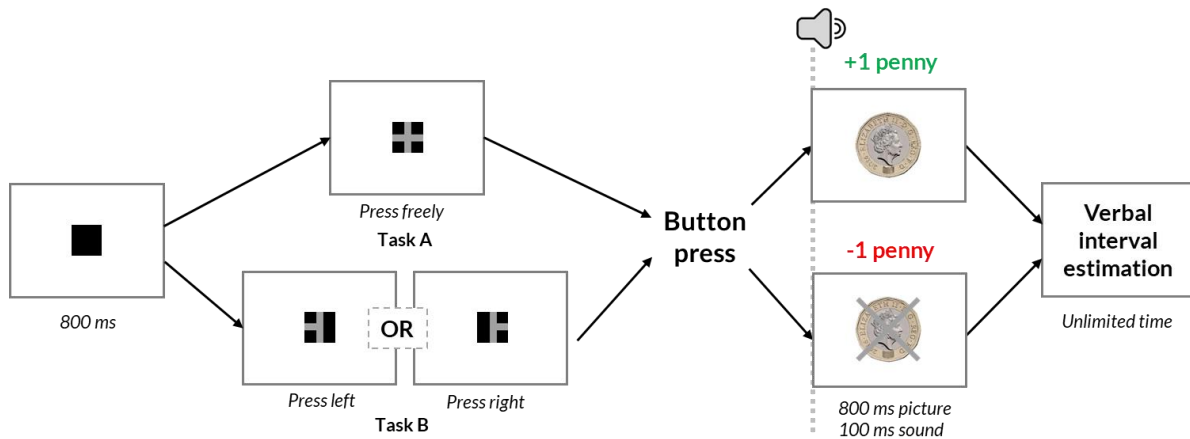 800 ms
Press freely
Task A
Press left
OR
Press right
Task B
Button
press
+1 penny
-1 penny
800 ms picture
100 ms sound
Verbal
interval
estimation
Unlimited time